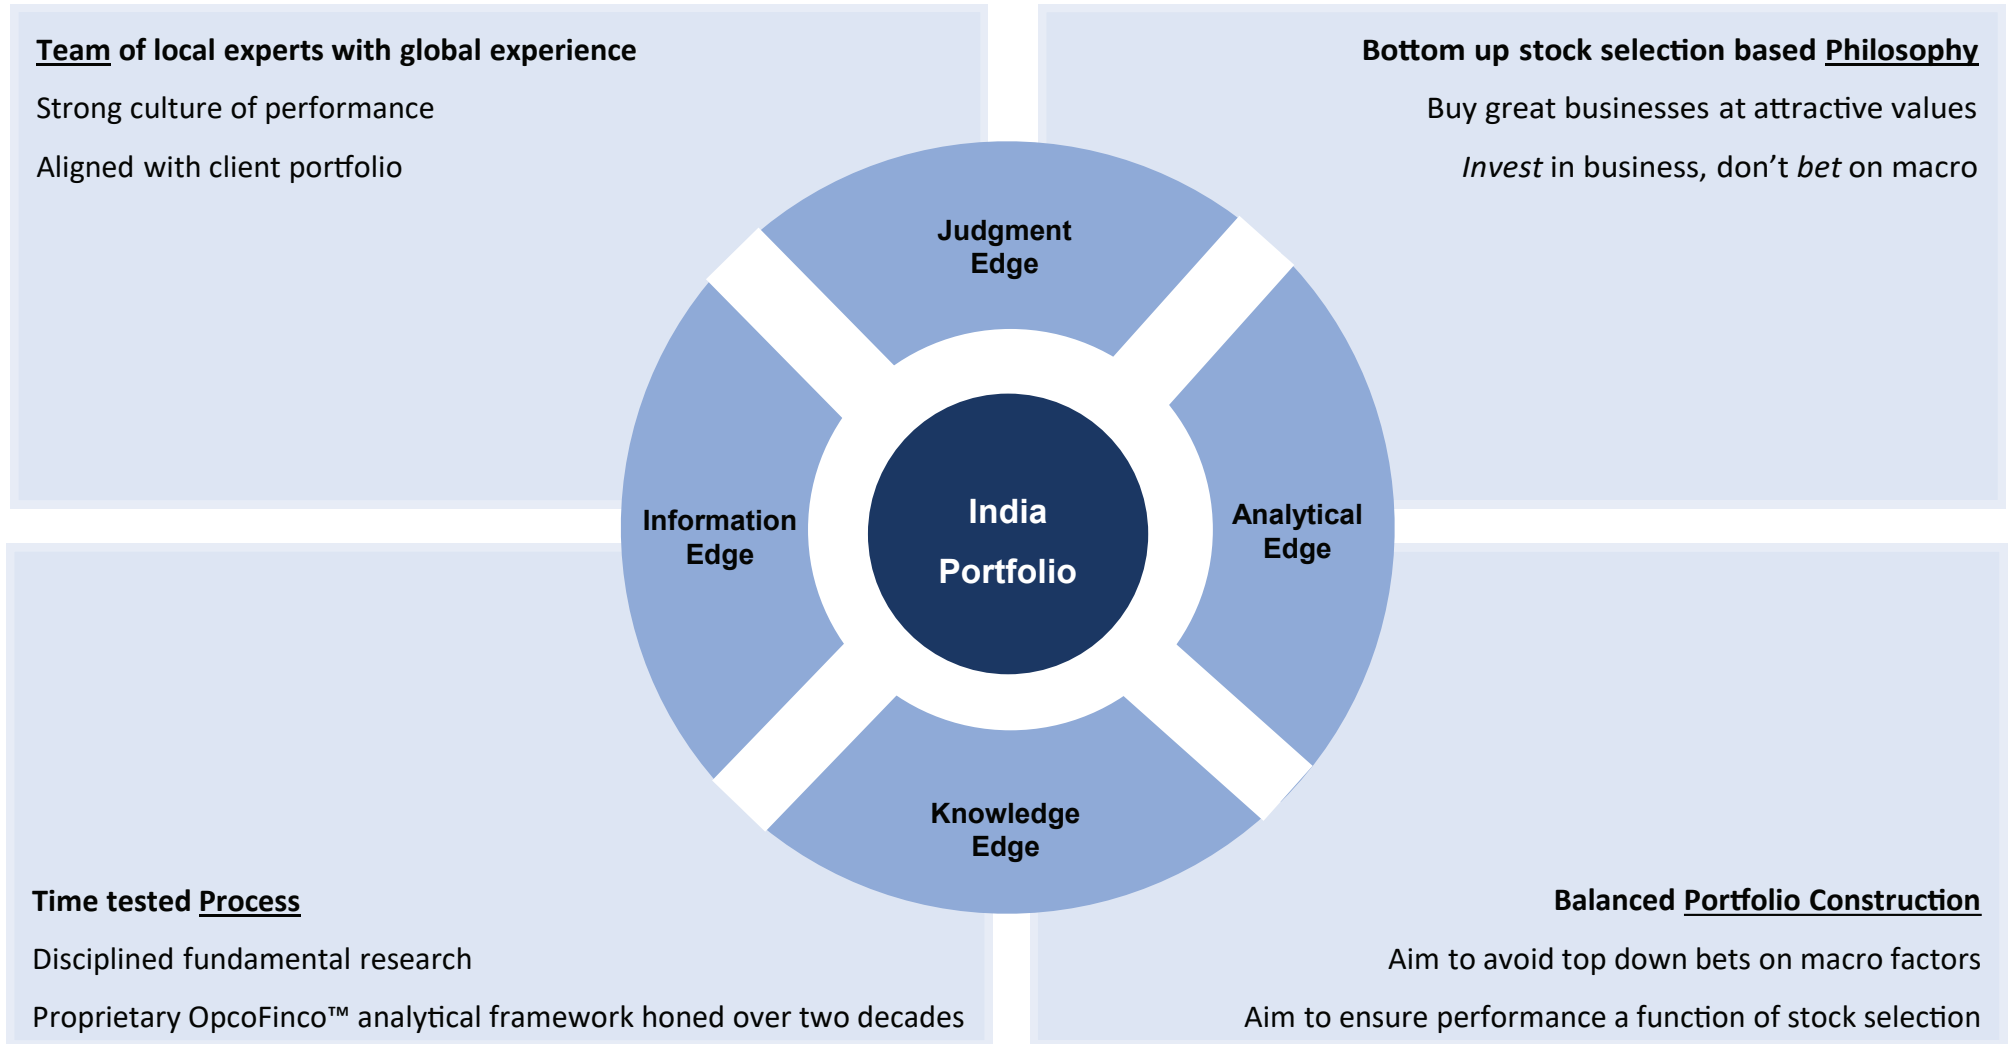 Team of local experts with global experience
Strong culture of performance
Aligned with client portfolio
Bottom up stock selection based Philosophy
Buy great businesses at attractive values
Invest in business, don’t bet on macro
Judgment
Edge
Information
Edge
India
Portfolio
Analytical
Edge
Knowledge
Edge
Time tested Process
Disciplined fundamental research
Proprietary OpcoFinco™ analytical framework honed over two decades
Balanced Portfolio Construction
Aim to avoid top down bets on macro factors
Aim to ensure performance a function of stock selection